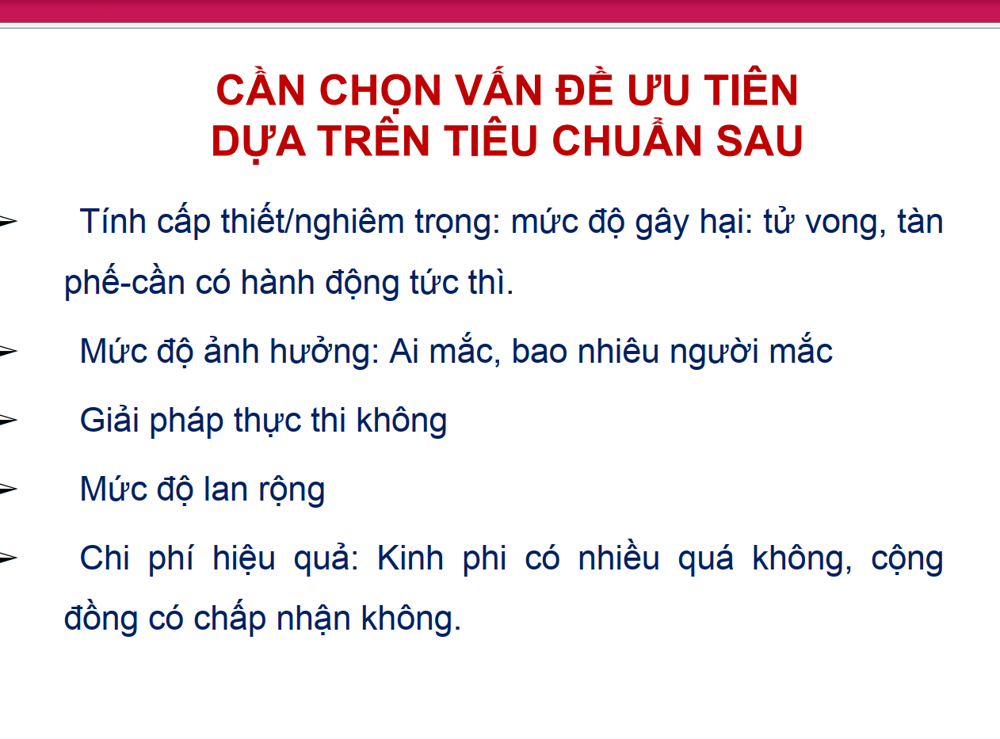 CẦN CHỌN VẤN ĐỀ ƯU TIÊN
DỰA TRÊN TIÊU CHUẨN SAU
Tính cấp thiết/nghiêm trọng: mức độ gây hại: tử vong, tàn
phế-cần có hành động tức thì.
Mức độ ảnh hưởng: Ai mắc, bao nhiêu người mắc
Giải pháp thực thi không
Mức độ lan rộng
Chi phí hiệu quả: Kinh phi có nhiều quá không, cộng
đồng có chấp nhận không.